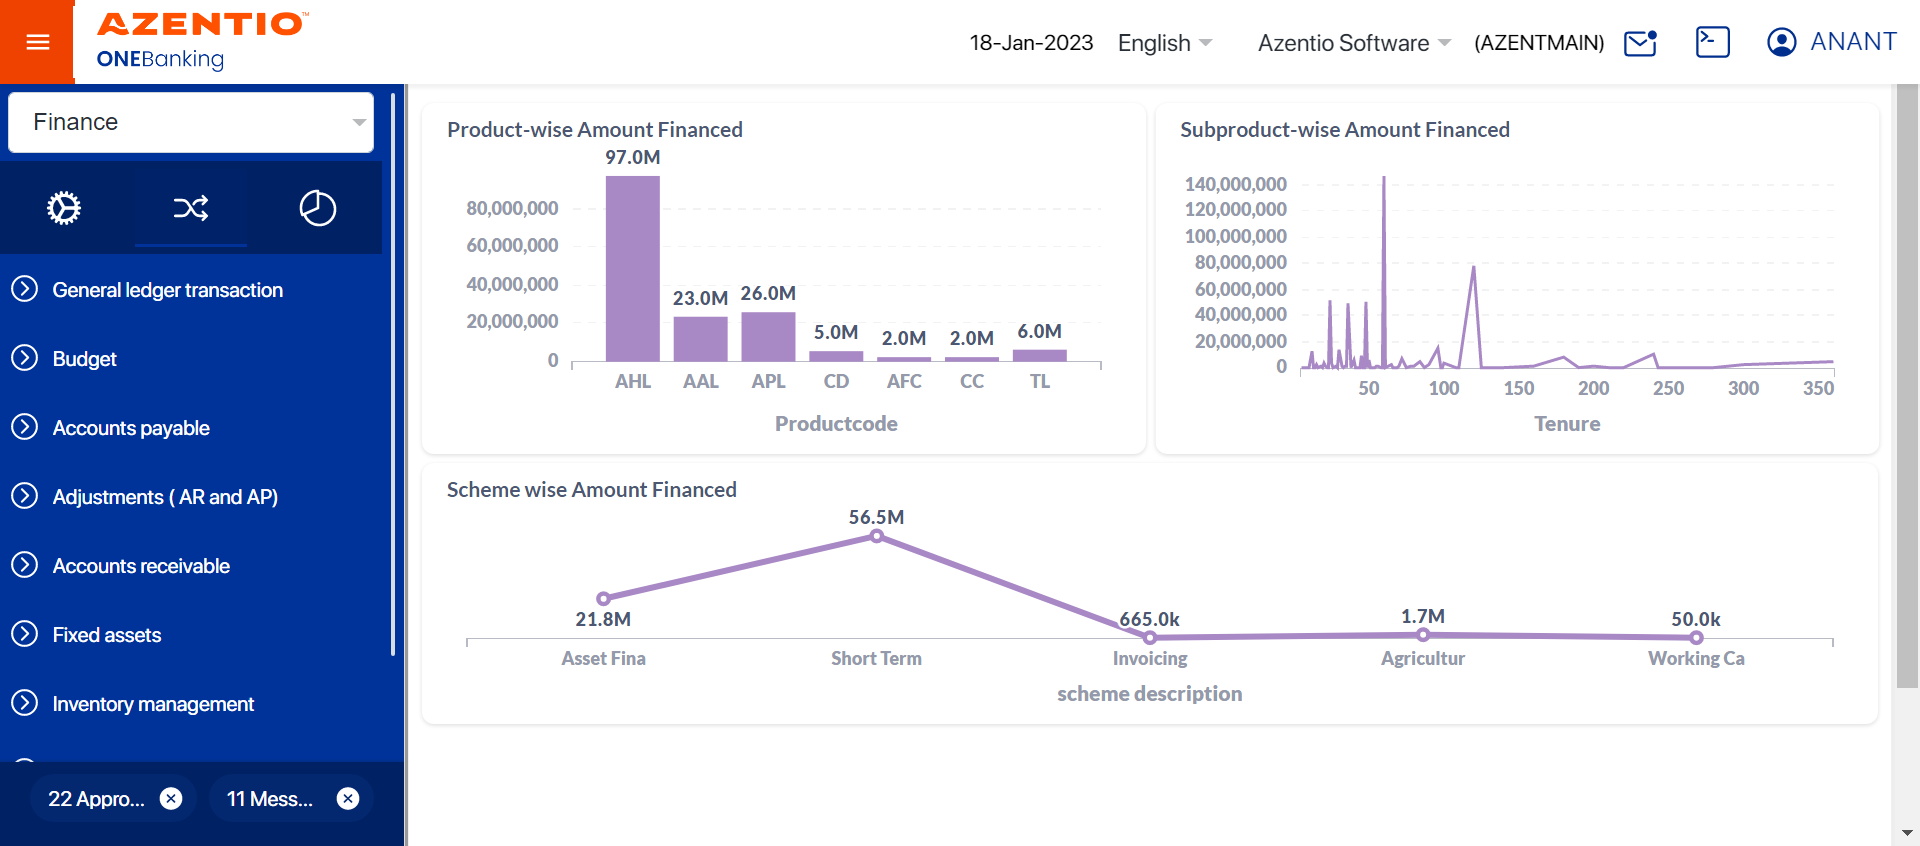 AZENTIO™
ONEBanking
18-Jan-2023
English
Azentio Software
(AZENTMAIN)
ANANT
Finance
General ledger transaction
Budget
Accounts payable
Adjustments ( AR and AP)
Accounts receivable
Fixed assets
Inventory management
22 Appro...
11 Mess...
Product-wise Amount Financed
97.0M
80,000,000
60,000,000
40,000,000
20,000,000
0
23.0M
26.0M
5.0M
2.0M
2.0M
6.0M
AHL
AAL
APL
CD
AFC
CC
TL
Productcode
Subproduct-wise Amount Financed
140,000,000
120,000,000
100,000,000
80,000,000
60,000,000
40,000,000
20,000,000
0
50
100
150
200
250
300
350
Tenure
Scheme wise Amount Financed
56.5M
21.8M
665.0k
1.7M
50.0k
Asset Fina
Short Term
Invoicing
Agricultur
Working Ca
scheme description